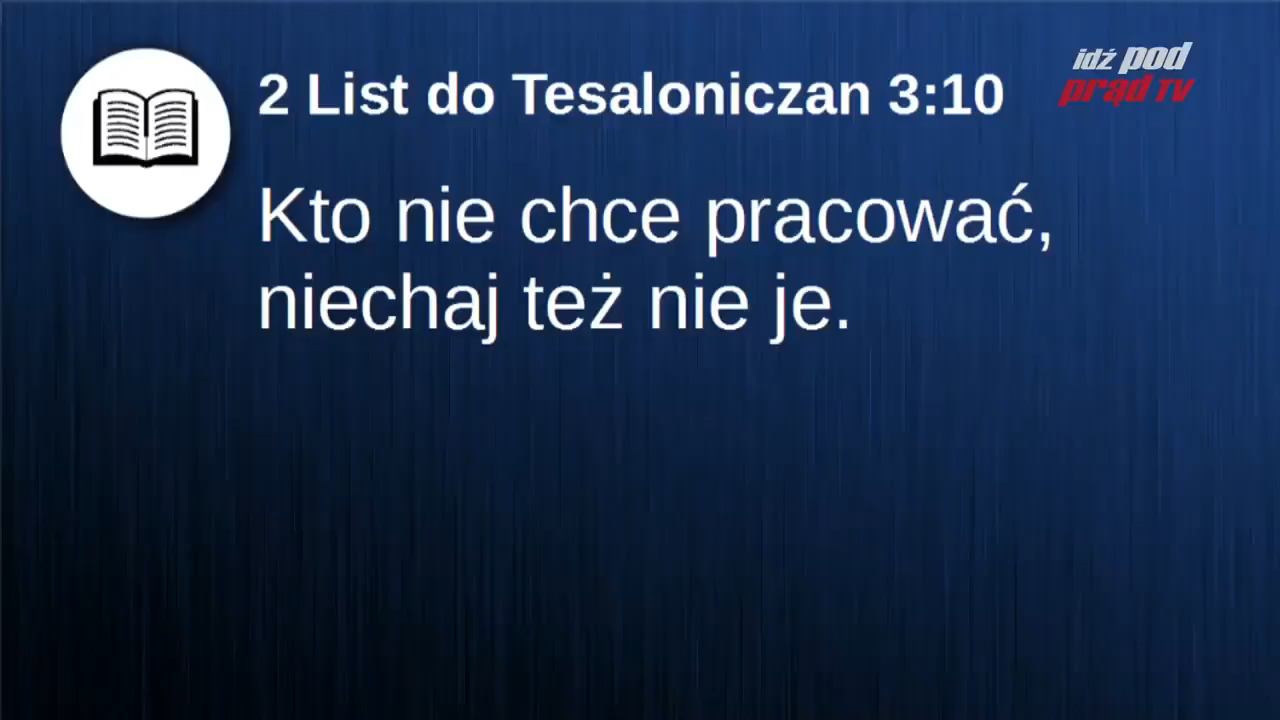 2 List do Tesaloniczan 3:10
idź pod
prąd TV
Kto nie chce pracować,
niechaj też nie je.